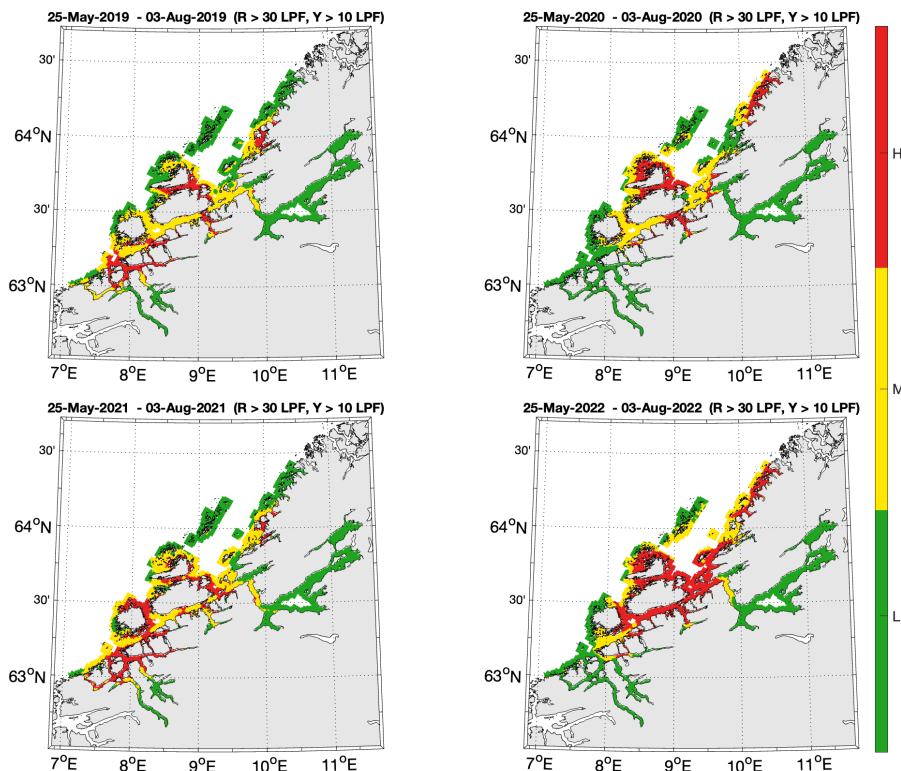 25-May-2019 - 03-Aug-2019 (R > 30 LPF, Y > 10 LPF)
30'
64°N
30'
63°N
7°E 8°E 9°E 10°E 11°E
25-May-2020 - 03-Aug-2020 (R > 30 LPF, Y > 10 LPF)
30'
64°N
30'
63°N
7°E 8°E 9°E 10°E 11°E
25-May-2021 - 03-Aug-2021 (R > 30 LPF, Y > 10 LPF)
30'
64°N
30'
63°N
7°E 8°E 9°E 10°E 11°E
25-May-2022 - 03-Aug-2022 (R > 30 LPF, Y > 10 LPF)
30'
64°N
30'
63°N
7°E 8°E 9°E 10°E 11°E
H
M
L